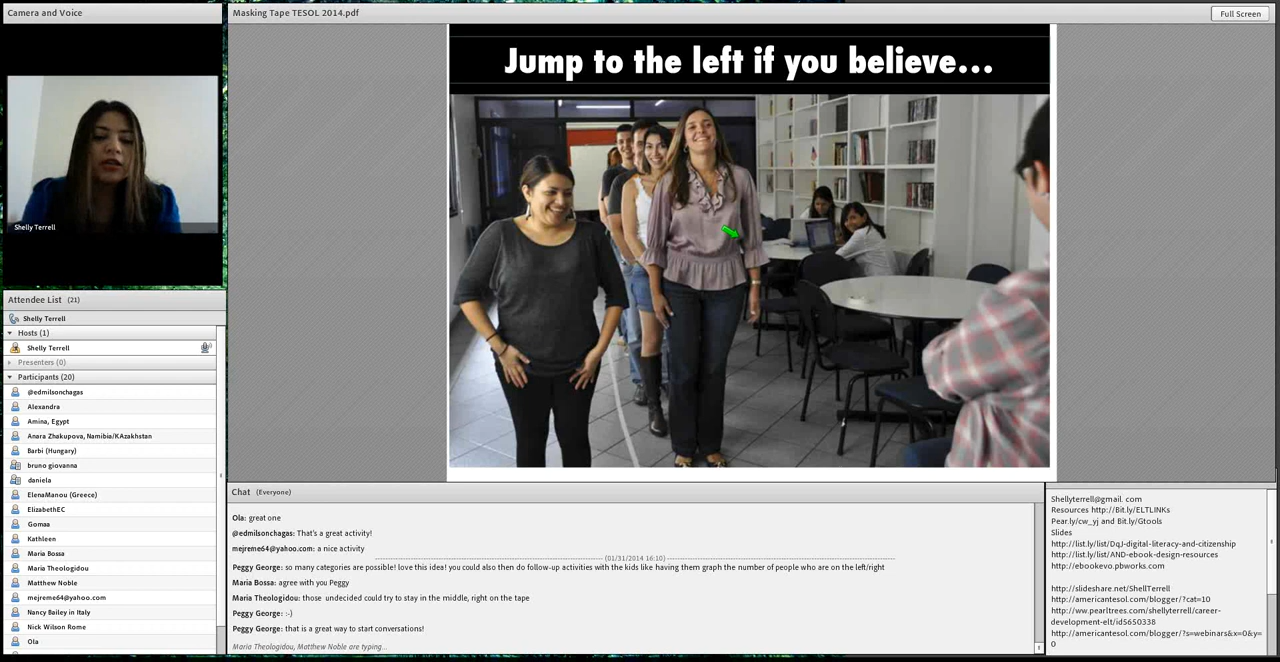 Camera and Voice
Shelly Terrell
Attendee List (21)
Shelly Terrell
Hosts (1)
Shelly Terrell
Presenters (0)
Participants (20)
@edmilsonchagas
Alexandra
Amina, Egypt
Anara Zhakupova, Namibia/KAzakhstan
Barbi (Hungary)
bruno giovanna
daniela
ElenaManou (Greece)
ElizabethEC
Gomaa
Kathleen
Maria Bossa
Maria Theologidou
Matthew Noble
mejreme64@yahoo.com
Nancy Bailey in Italy
Nick Wilson Rome
Ola
Masking Tape TESOL 2014.pdf
Full Screen
Jump to the left if you believe...
Chat (Everyone)
Ola: great one
@edmilsonchagas: That's a great activity!
mejreme64@yahoo.com: a nice activity
(01/31/2014 16:10)
Peggy George: so many categories are possible! love this idea! you could also then do follow-up activities with the kids like having them graph the number of people who are on the left/right
Maria Bossa: agree with you Peggy
Maria Theologidou: those undecided could try to stay in the middle, right on the tape
Peggy George: :-)
Peggy George: that is a great way to start conversations!
Maria Theologidou, Matthew Noble are typing...
Shellyterrell@gmail. com
Resources http://Bit.ly/ELTLINKs
Pear.ly/cw_yj and Bit.ly/Gtools
Slides
http://list.ly/list/DqJ-digital-literacy-and-citizenship
http://list.ly/list/AND-ebook-design-resources
http://ebookevo.pbworks.com
http://slideshare.net/ShellTerrell
http://americantesol.com/blogger/?cat=10
http://ww.pearltrees.com/shellyterrell/career-
development-elt/id5650338
http://americantesol.com/blogger/?s=webinars&x=0&y=
0